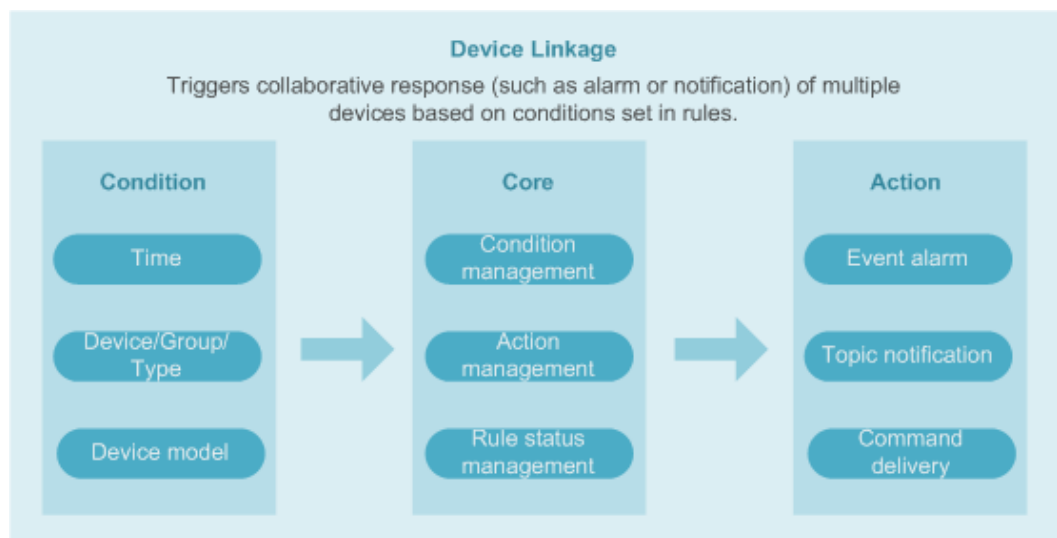 Device Linkage
Triggers collaborative response (such as alarm or notification) of multiple
devices based on conditions set in rules.
Condition
Time
Device/Group/
Type
Device model
Core
Condition
management
Action
management
Rule status
management
Action
Event alarm
Topic notification
Command
delivery